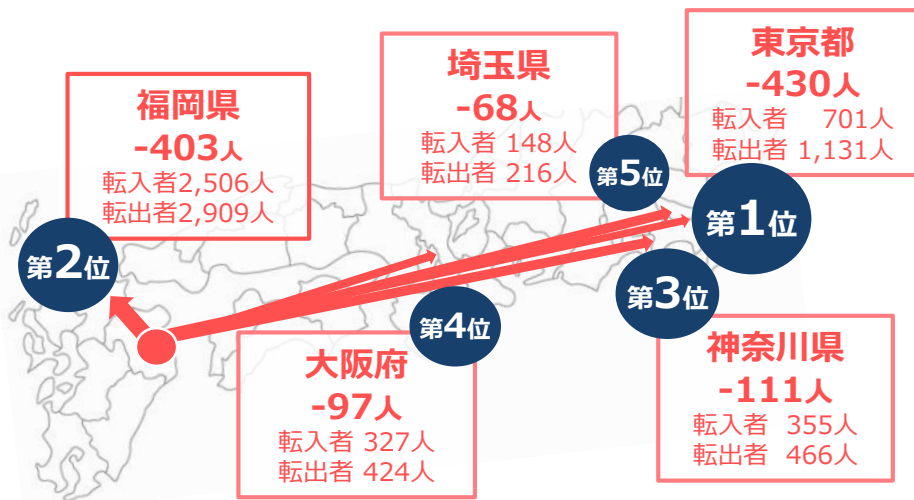 東京都
-430人
転入者 701人
転出者 1,131人
第1位
福岡県
-403人
転入者2,506人
転出者2,909人
第2位
神奈川県
-111人
転入者 355人
転出者 466人
第3位
大阪府
-97人
転入者 327人
転出者 424人
第4位
埼玉県
-68人
転入者 148人
転出者 216人
第5位